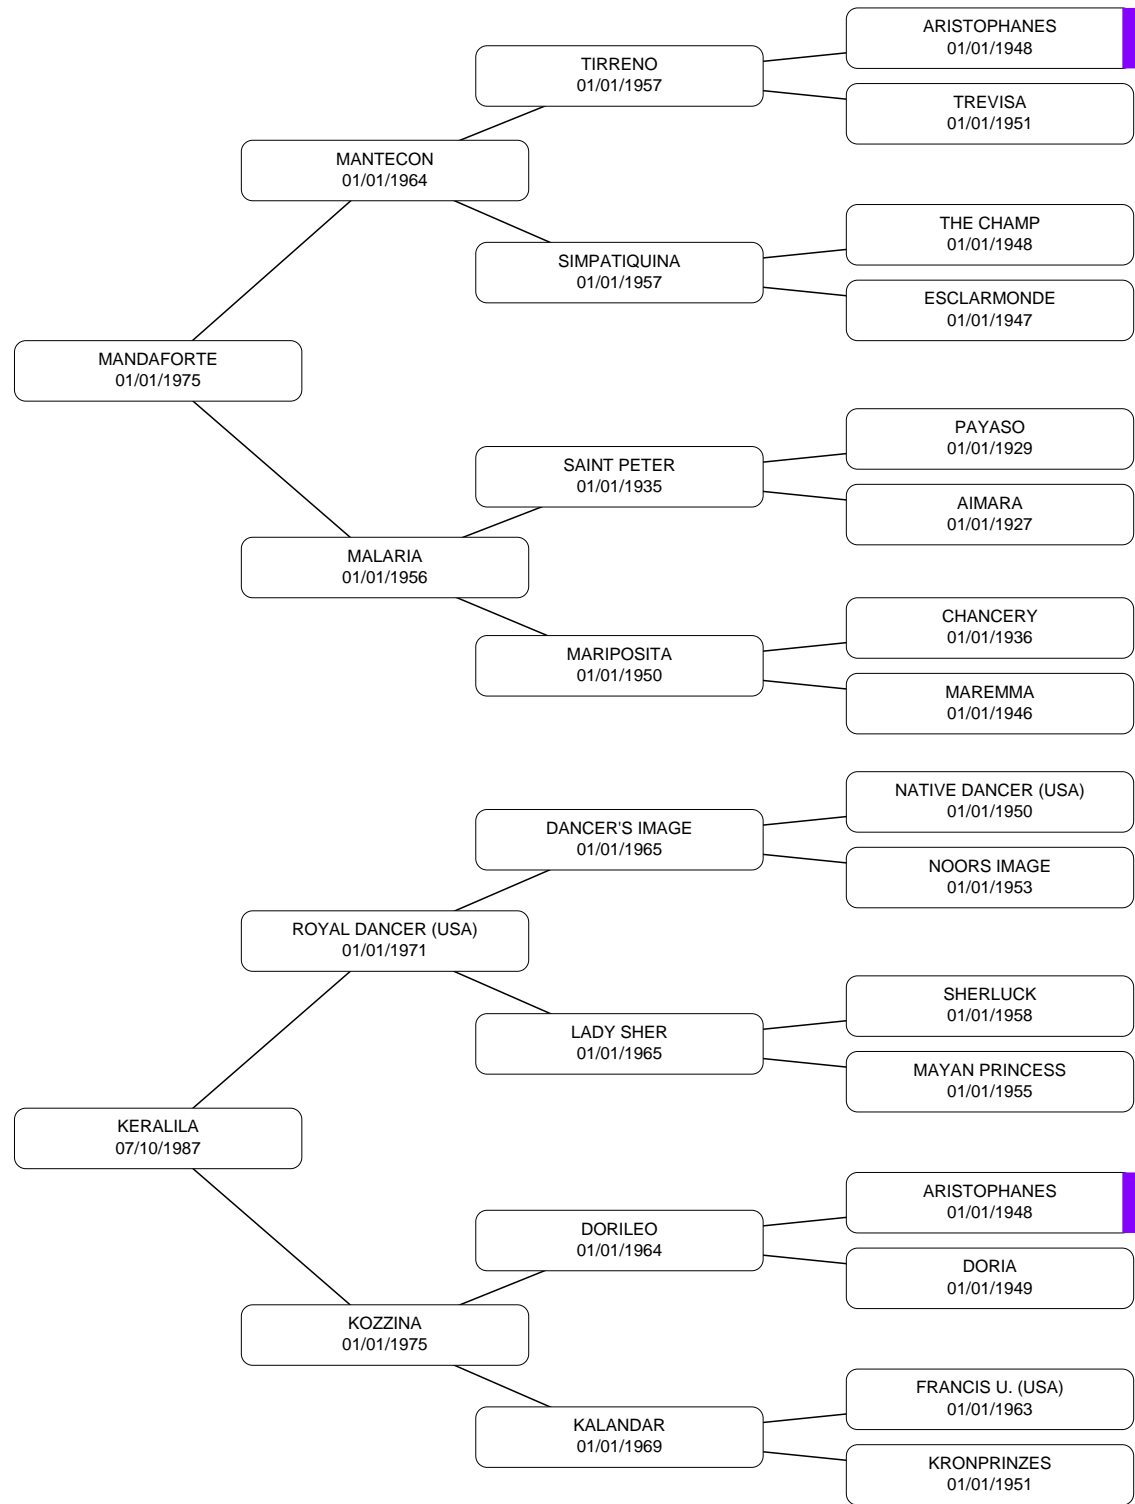 ARISTOPHANES
01/01/1948
TIRRENO
01/01/1957
TREVISA
01/01/1951
MANTECON
01/01/1964
THE CHAMP
01/01/1948
SIMPATIQUINA
01/01/1957
ESCLARMONDE
01/01/1947
MANDAFORTE
01/01/1975
PAYASO
01/01/1929
SAINT PETER
01/01/1935
AIMARA
01/01/1927
MALARIA
01/01/1956
CHANCERY
01/01/1936
MARIPOSITA
01/01/1950
MAREMMA
01/01/1946
NATIVE DANCER (USA)
01/01/1950
DANCER'S IMAGE
01/01/1965
NOORS IMAGE
01/01/1953
ROYAL DANCER (USA)
01/01/1971
SHERLUCK
01/01/1958
LADY SHER
01/01/1965
MAYAN PRINCESS
01/01/1955
KERALILA
07/10/1987
ARISTOPHANES
01/01/1948
DORILEO
01/01/1964
DORIA
01/01/1949
KOZZINA
01/01/1975
FRANCIS U. (USA)
01/01/1963
KALANDAR
01/01/1969
KRONPRINZES
01/01/1951